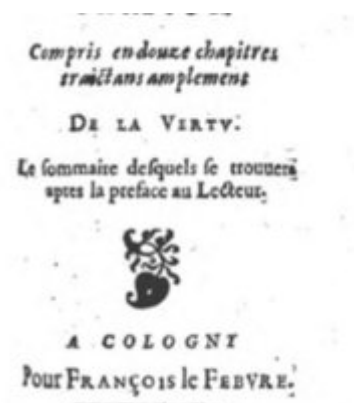 Compris en douze chapitres
traictans amplement
DE LA VERTV.
Le sommaire desquels se trouuera
apres la preface au Lecteur.
A COLOGNY
Pour FRANÇOIS le FEBVRE.